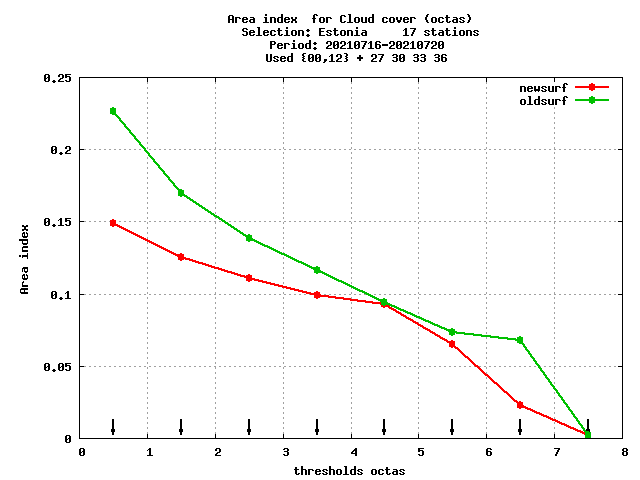 Area index  for Cloud cover (octas)
Selection: Estonia     17 stations
Period: 20210716-20210720
Used {00,12} + 27 30 33 36
newsurf
oldsurf
0.25
0.2
0.15
0.1
0.05
0
Area index
0 1 2 3 4 5 6 7 8
thresholds octas